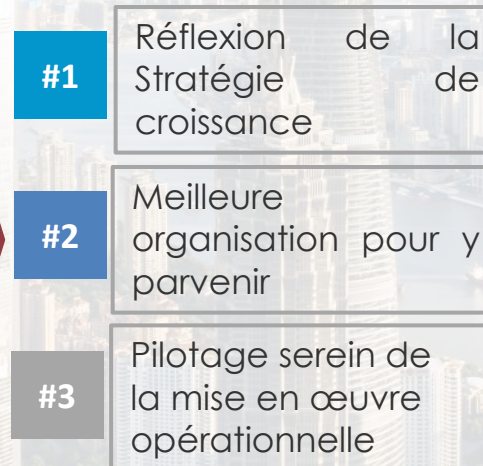 #1
Réflexion de la
Stratégie de
croissance
#2
Meilleure
organisation pour y
parvenir
#3
Pilotage serein de
la mise en œuvre
opérationnelle